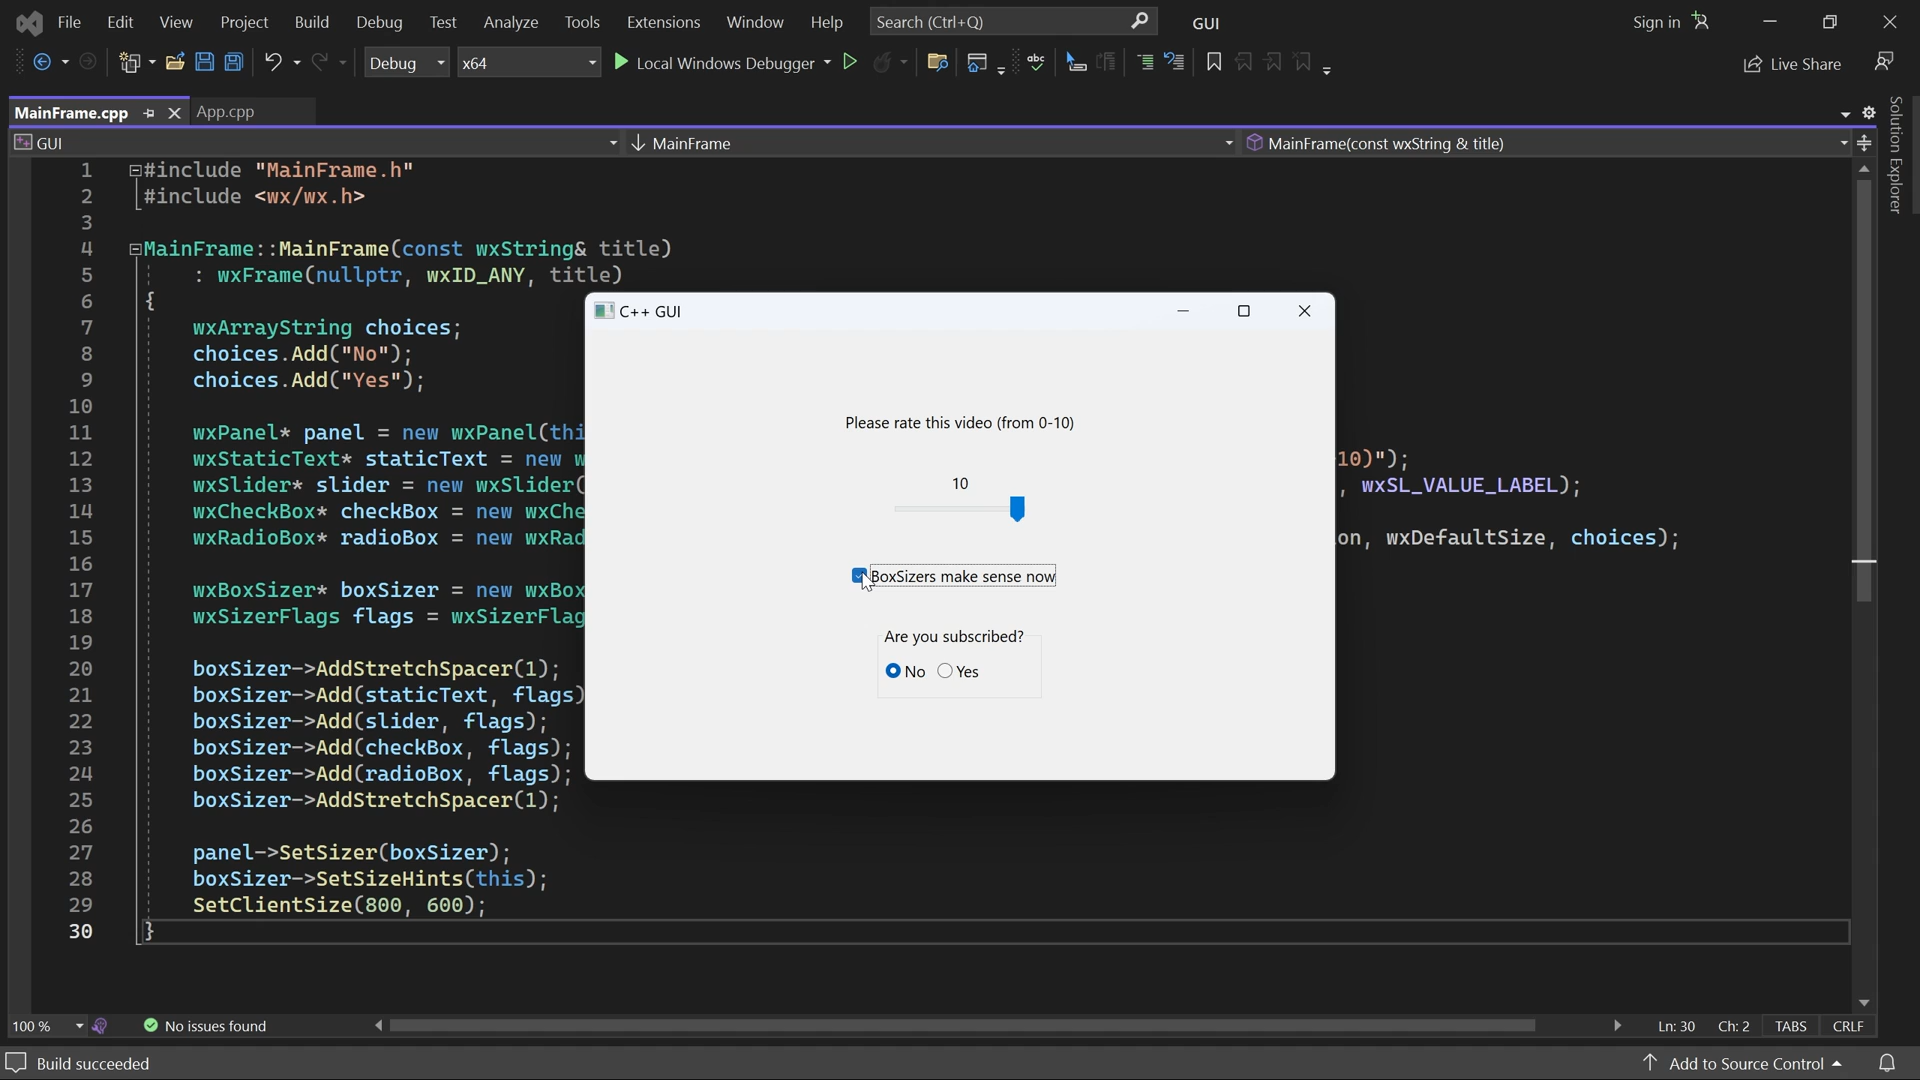 File Edit View Project Build Debug Test Analyze Tools Extensions Window Help Search (Ctrl+Q) GUI Sign in
Debug x64 Local Windows Debugger abc Live Share
MainFrame.cpp App.cpp
GUI MainFrame MainFrame(const wxString & title)
Solution Explorer
1 #include "MainFrame.h"
2 #include <wx/wx.h>
3
4 MainFrame::MainFrame(const wxString& title)
5 : wxFrame(nullptr, wxID_ANY, title)
6 {
7 wxArrayString choices;
8 choices.Add("No");
9 choices.Add("Yes");
10
11 wxPanel* panel = new wxPanel(thi
12 wxStaticText* staticText = new w 10)");
13 wxSlider* slider = new wxSlider( , wxSL_VALUE_LABEL);
14 wxCheckBox* checkBox = new wxChe
15 wxRadioBox* radioBox = new wxRad on, wxDefaultSize, choices);
16
17 wxBoxSizer* boxSizer = new wxBox
18 wxSizerFlags flags = wxSizerFlag
19
20 boxSizer->AddStretchSpacer(1);
21 boxSizer->Add(staticText, flags)
22 boxSizer->Add(slider, flags);
23 boxSizer->Add(checkBox, flags);
24 boxSizer->Add(radioBox, flags);
25 boxSizer->AddStretchSpacer(1);
26
27 panel->SetSizer(boxSizer);
28 boxSizer->SetSizeHints(this);
29 SetClientSize(800, 600);
30 }
C++ GUI
Please rate this video (from 0-10)
10
BoxSizers make sense now
Are you subscribed?
No Yes
100 % No issues found Ln: 30 Ch: 2 TABS CRLF
Build succeeded Add to Source Control